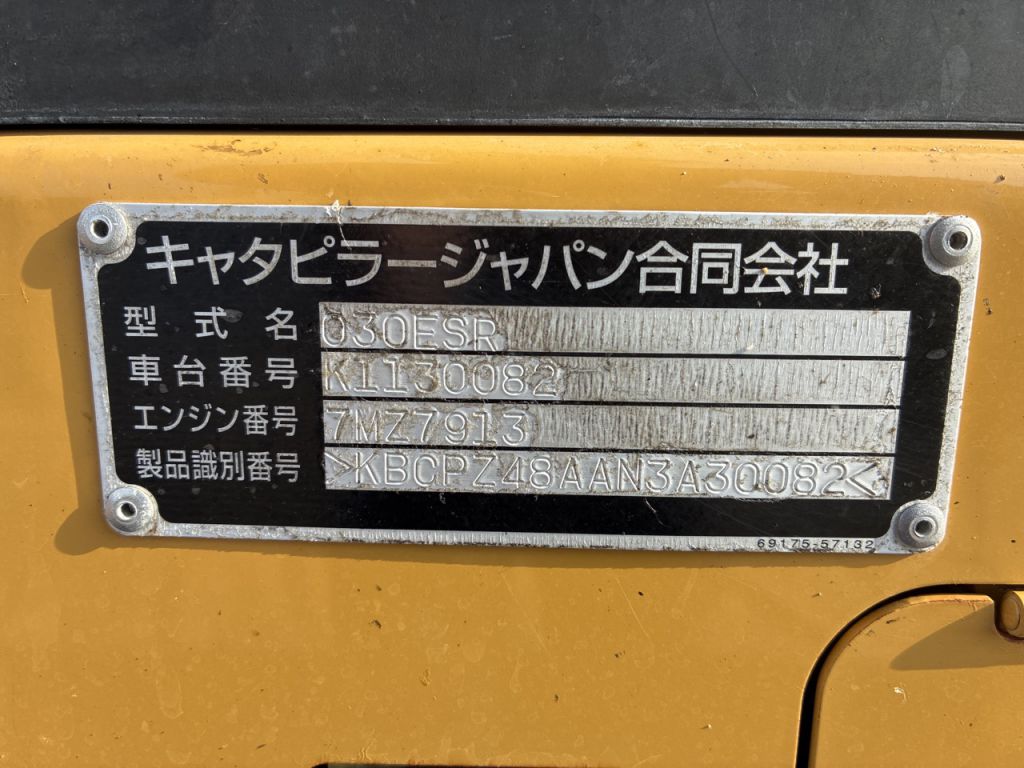 キャタピラージャパン合同会社
型式名 030ESR
車台番号 K1130082
エンジン番号 7MZ7913
製品識別番号 >KBCPZ48AAN3A30082<
69175-57132